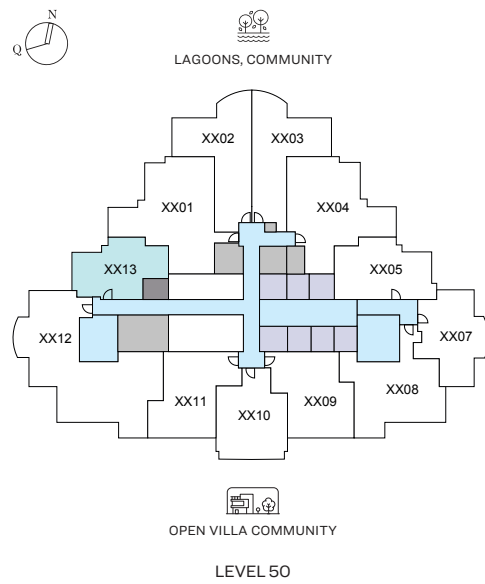 N
Q
LAGOONS, COMMUNITY
XX02 XX03
XX01 XX04
XX13 XX05
XX12 XX07
XX11 XX10 XX09 XX08
OPEN VILLA COMMUNITY
LEVEL 50